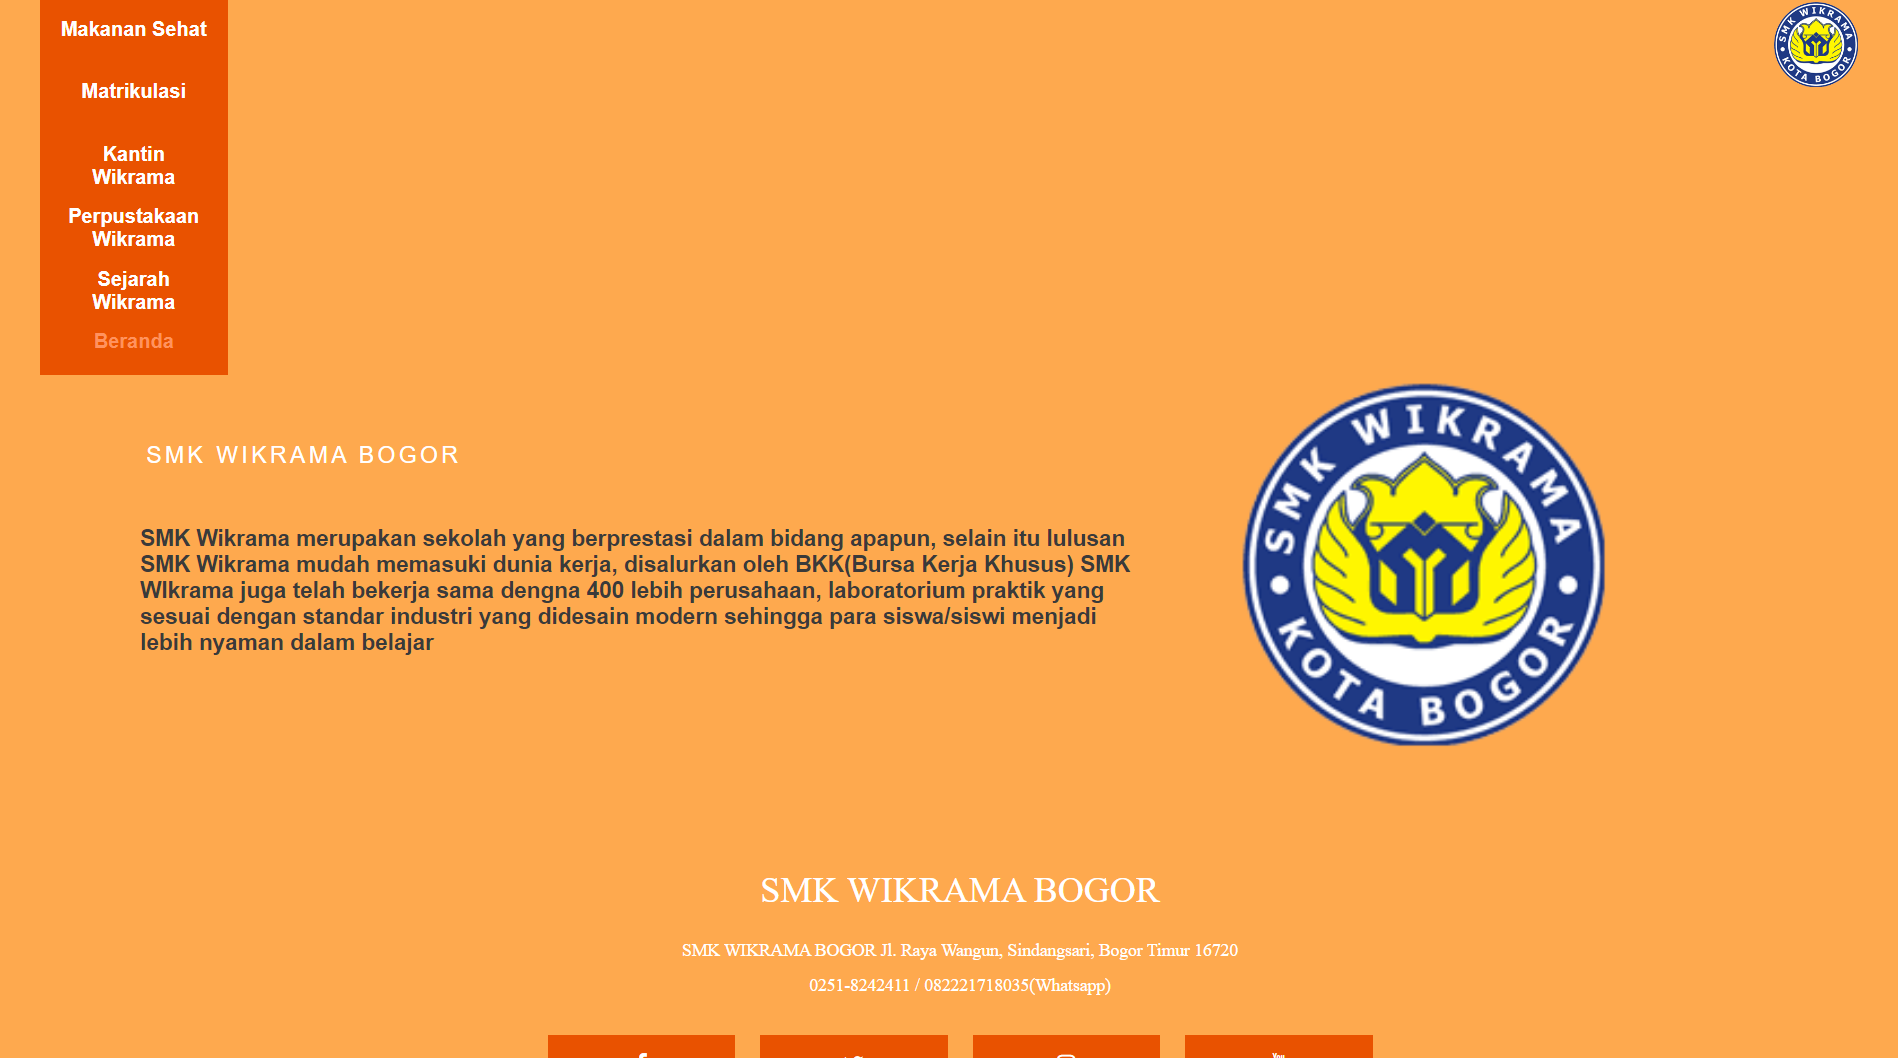 Makanan Sehat
Matrikulasi
Kantin
Wikrama
Perpustakaan
Wikrama
Sejarah
Wikrama
Beranda
SMK WIKRAMA
KOTA BOGOR
SMK WIKRAMA BOGOR
SMK Wikrama merupakan sekolah yang berprestasi dalam bidang apapun, selain itu lulusan
SMK Wikrama mudah memasuki dunia kerja, disalurkan oleh BKK(Bursa Kerja Khusus) SMK
WIkrama juga telah bekerja sama dengna 400 lebih perusahaan, laboratorium praktik yang
sesuai dengan standar industri yang didesain modern sehingga para siswa/siswi menjadi
lebih nyaman dalam belajar
SMK WIKRAMA
KOTA BOGOR
SMK WIKRAMA BOGOR
SMK WIKRAMA BOGOR Jl. Raya Wangun, Sindangsari, Bogor Timur 16720
0251-8242411 / 082221718035(Whatsapp)
You